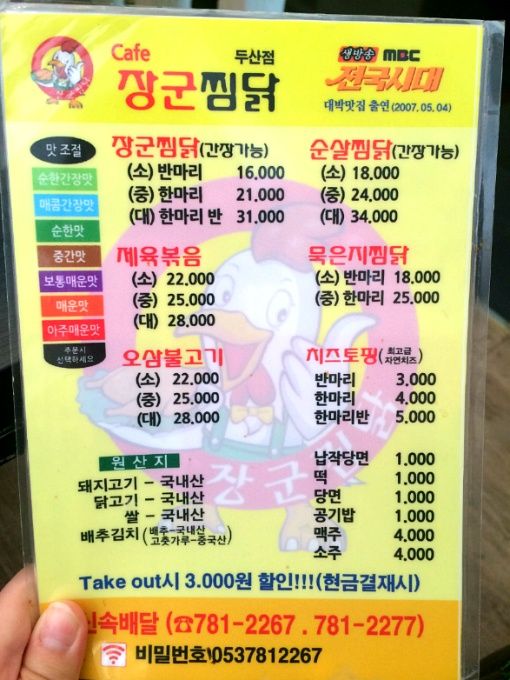 Cafe 두산점
장군찜닭
생방송 MBC
전국시대
대박맛집 출연 (2007.05.04)
맛 조절
순한간장맛
매콤간장맛
순한맛
중간맛
보통매운맛
매운맛
아주매운맛
주문시
선택하세요
장군찜닭(간장가능)
(소) 반마리 16.000
(중) 한마리 21.000
(대) 한마리 반 31.000
순살찜닭(간장가능)
(소) 18.000
(중) 24.000
(대) 34.000
제육볶음
(소) 22.000
(중) 25.000
(대) 28.000
묵은지찜닭
(소) 반마리 18.000
(중) 한마리 25.000
오삼불고기
(소) 22.000
(중) 25.000
(대) 28.000
치즈토핑(최고급 자연치즈)
반마리 3.000
한마리 4.000
한마리반 5.000
원산지
돼지고기 - 국내산
닭고기 - 국내산
쌀 - 국내산
배추김치(배추-국내산 고춧가루-중국산)
납작당면 1.000
떡 1.000
당면 1.000
공기밥 1.000
맥주 4.000
소주 4.000
장군찜닭
Take out시 3.000원 할인!!!(현금결재시)
신속배달 (☎781-2267 . 781-2277)
비밀번호\0537812267